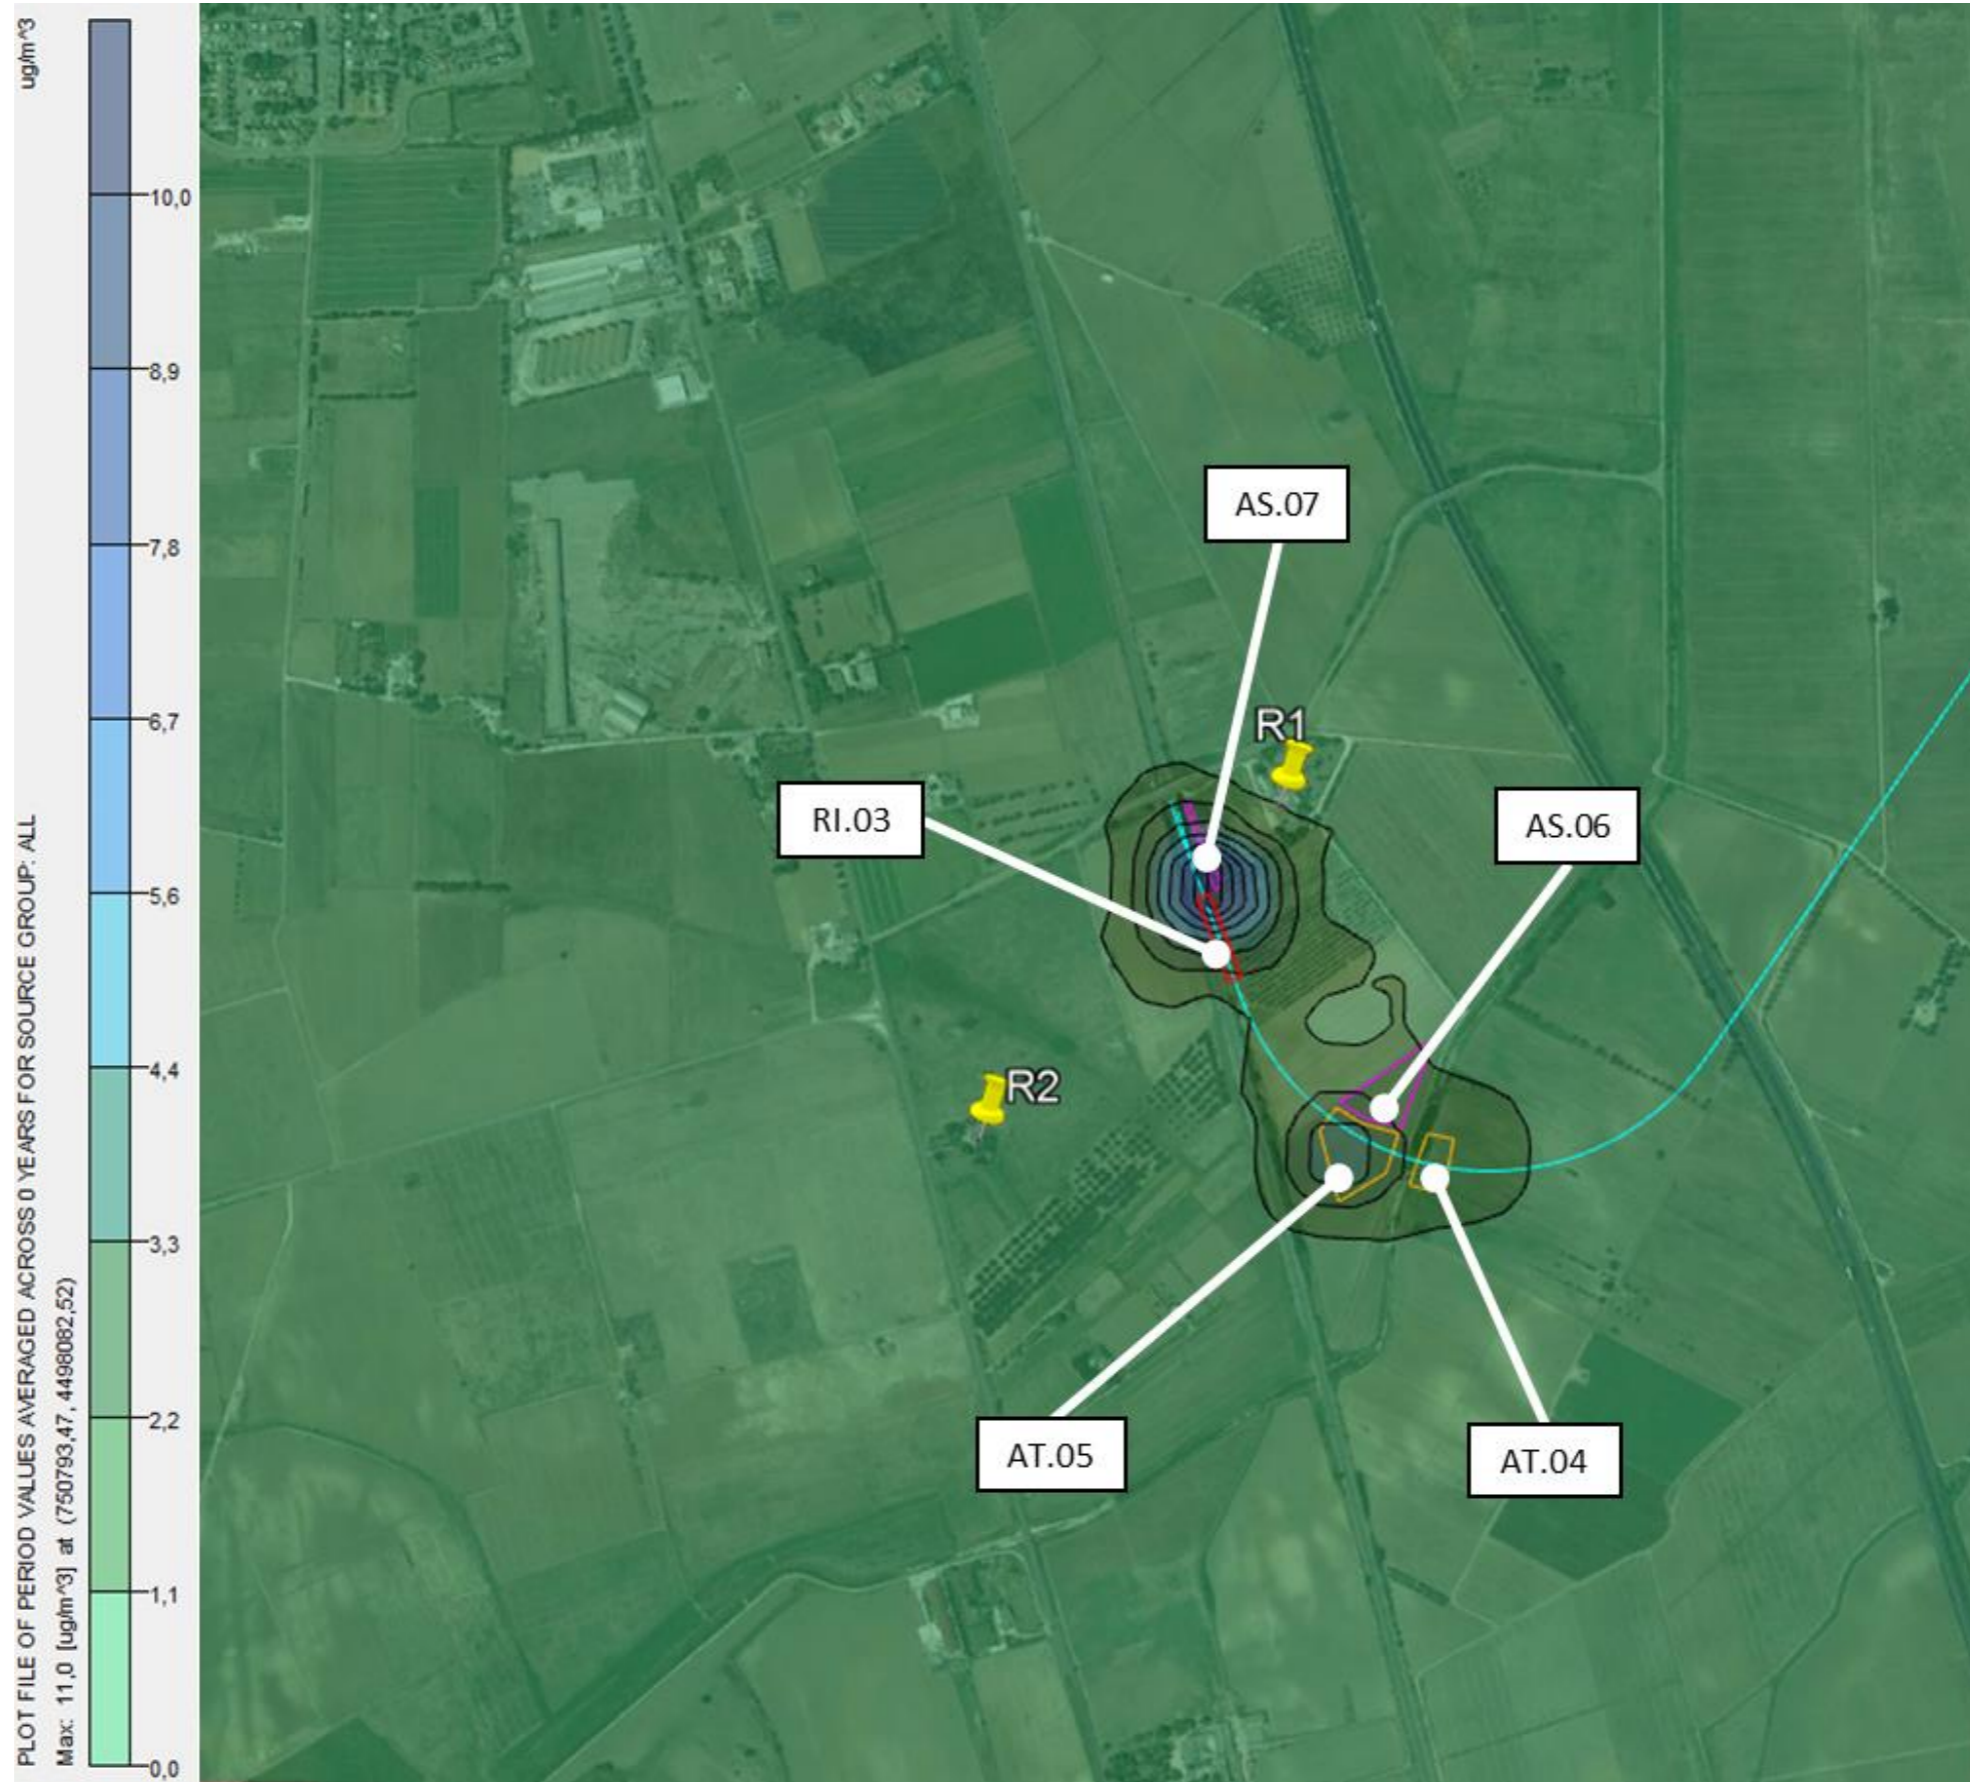 ug/m^3
10,0
8,9
7,8
6,7
5,6
4,4
3,3
2,2
1,1
0,0
PLOT FILE OF PERIOD VALUES AVERAGED ACROSS 0 YEARS FOR SOURCE GROUP: ALL
Max: 11,0 [ug/m^3] at (750793,47, 4498082,52)
AS.07
R1
RI.03
AS.06
R2
AT.05
AT.04